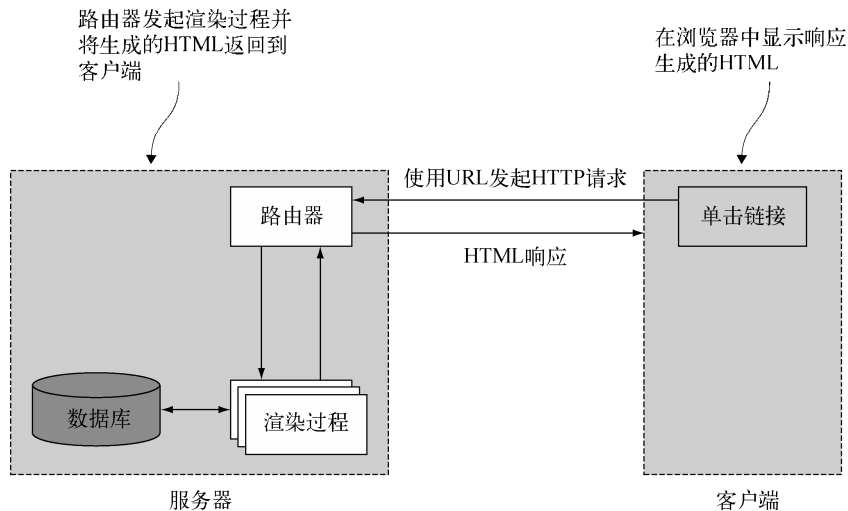 路由器发起渲染过程并
将生成的HTML返回到
客户端
在浏览器中显示响应
生成的HTML
使用URL发起HTTP请求
路由器
单击链接
HTML响应
数据库
渲染过程
服务器
客户端